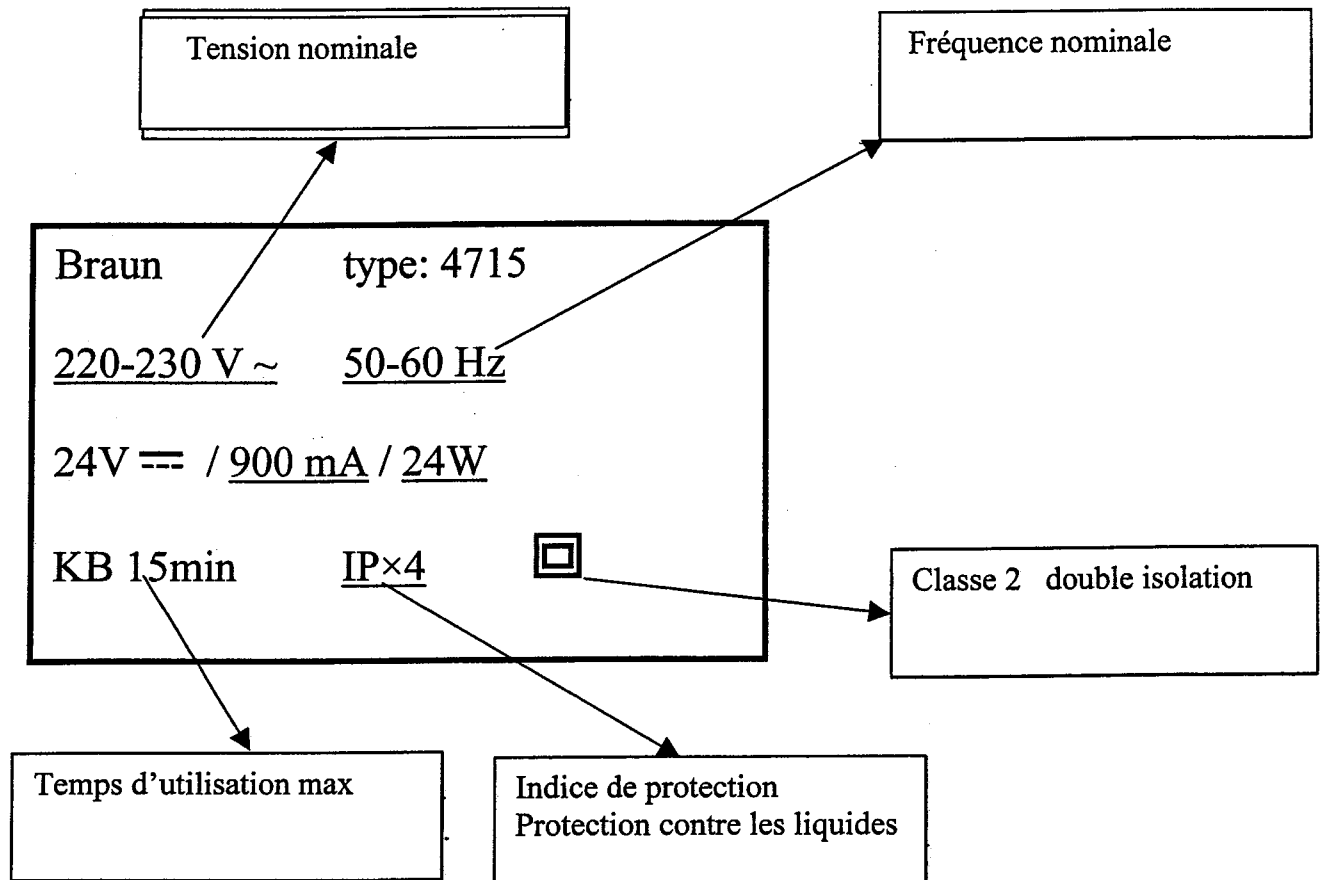 Tension nominale
Fréquence nominale
Braun type: 4715
220-230 V ~ 50-60 Hz
24V ⎓ / 900 mA / 24W
KB 15min IP×4
Classe 2 double isolation
Temps d'utilisation max
Indice de protection
Protection contre les liquides